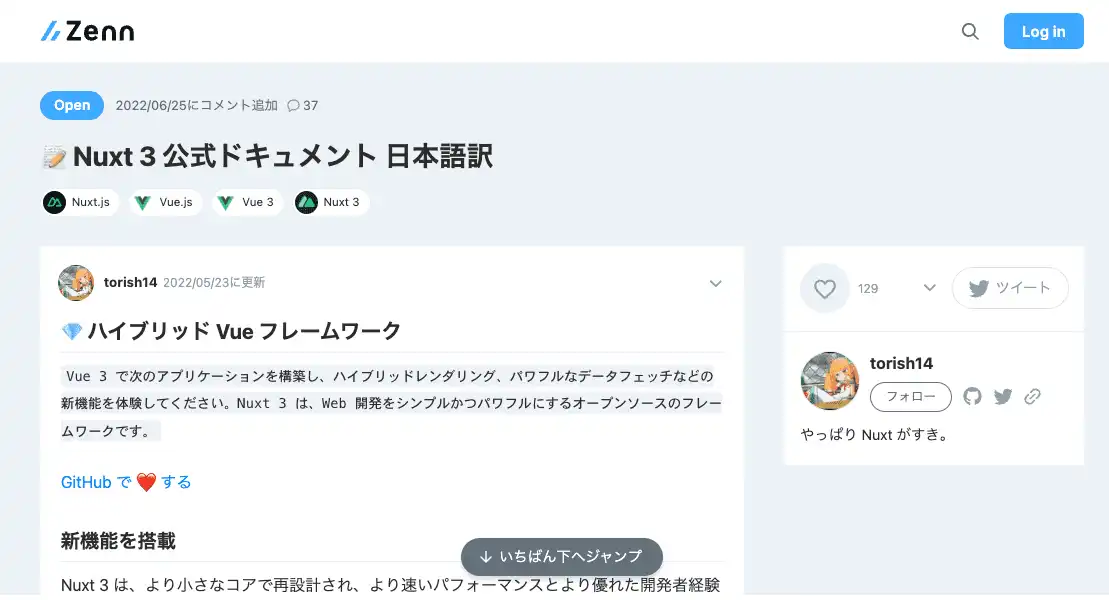 Zenn
Log in
Open 2022/06/25にコメント追加 37
Nuxt 3 公式ドキュメント 日本語訳
Nuxt.js Vue.js Vue 3 Nuxt 3
torish14 2022/05/23に更新
ハイブリッド Vue フレームワーク
Vue 3 で次のアプリケーションを構築し、ハイブリッドレンダリング、パワフルなデータフェッチなどの
新機能を体験してください。Nuxt 3 は、Web 開発をシンプルかつパワフルにするオープンソースのフレー
ムワークです。
GitHub で ❤️ する
新機能を搭載
Nuxt 3 は、より小さなコアで再設計され、より速いパフォーマンスとより優れた開発者経験
いちばん下へジャンプ
129
ツイート
torish14
フォロー
やっぱり Nuxt がすき。